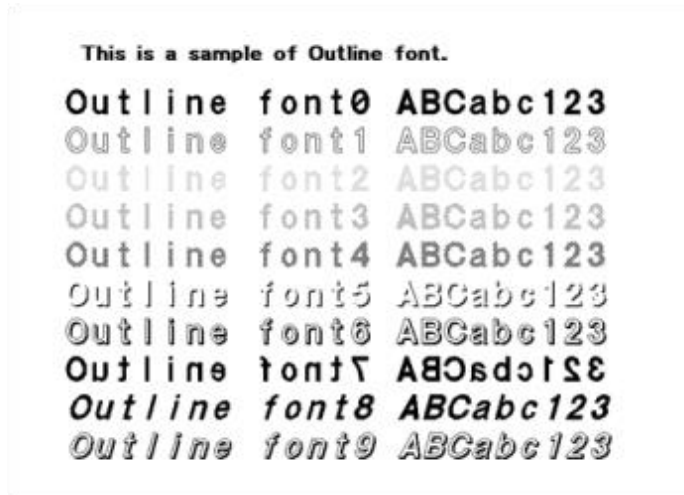 This is a sample of Outline font.
Outline font0 ABCabc123
Outline font1 ABCabc123
Outline font2 ABCabc123
Outline font3 ABCabc123
Outline font4 ABCabc123
Outline font5 ABCabc123
Outline font6 ABCabc123
Outline font7 ABCabc123
Outline font8 ABCabc123
Outline font9 ABCabc123